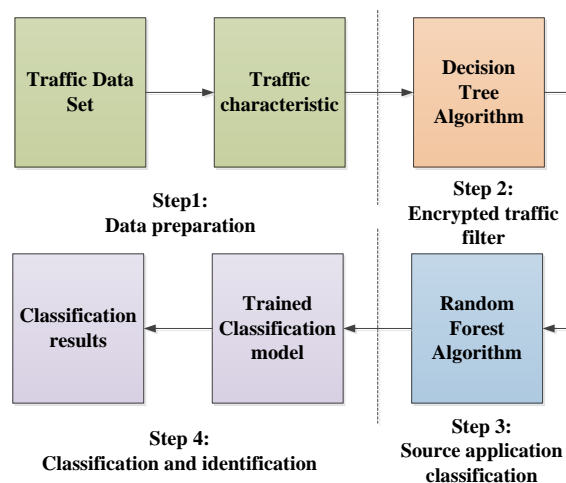 Traffic Data
Set
Traffic
characteristic
Decision
Tree
Algorithm
Step1:
Data preparation
Step 2:
Encrypted traffic
filter
Classification
results
Trained
Classification
model
Random
Forest
Algorithm
Step 4:
Classification and identification
Step 3:
Source application
classification